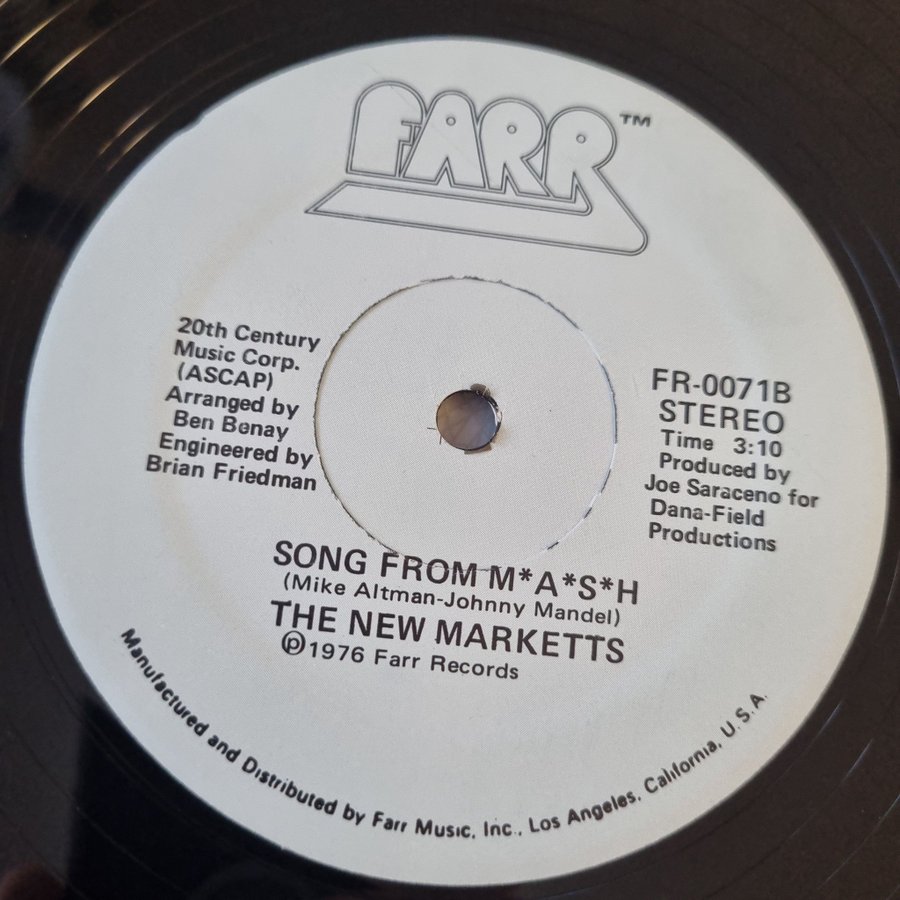 FARR™
20th Century
Music Corp.
(ASCAP)
Arranged by
Ben Benay
Engineered by
Brian Friedman
FR-0071B
STEREO
Time 3:10
Produced by
Joe Saraceno for
Dana-Field
Productions
SONG FROM M*A*S*H
(Mike Altman-Johnny Mandel)
THE NEW MARKETTS
℗1976 Farr Records
Manufactured and Distributed by Farr Music, Inc., Los Angeles, California, U.S.A.